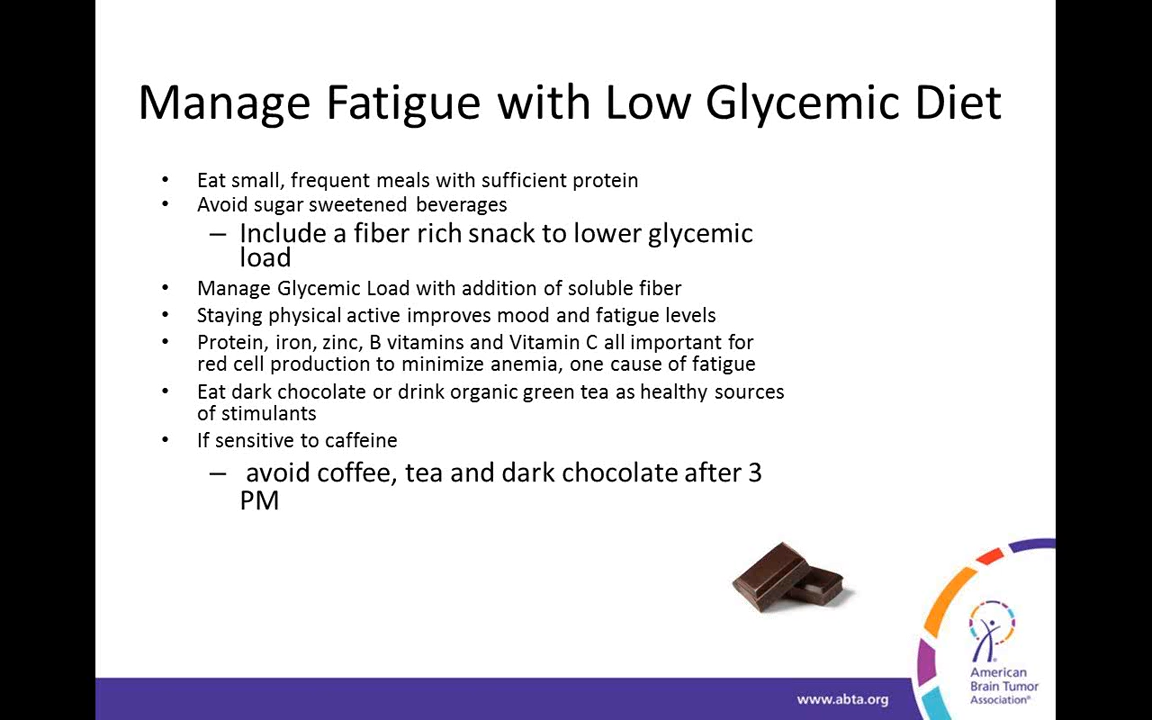 Manage Fatigue with Low Glycemic Diet
• Eat small, frequent meals with sufficient protein
• Avoid sugar sweetened beverages
– Include a fiber rich snack to lower glycemic
load
• Manage Glycemic Load with addition of soluble fiber
• Staying physical active improves mood and fatigue levels
• Protein, iron, zinc, B vitamins and Vitamin C all important for
red cell production to minimize anemia, one cause of fatigue
• Eat dark chocolate or drink organic green tea as healthy sources
of stimulants
• If sensitive to caffeine
– avoid coffee, tea and dark chocolate after 3
PM
www.abta.org
American
Brain Tumor
Association®